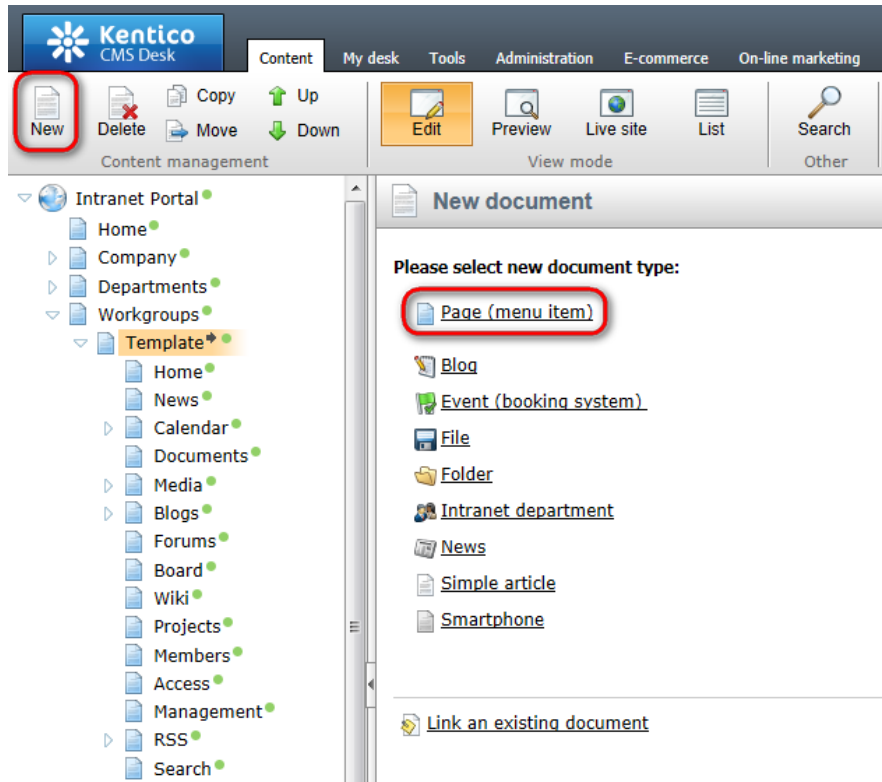 Kentico
CMS Desk
Content My desk Tools Administration E-commerce On-line marketing
New Delete Copy Move Up Down
Content management
Edit Preview Live site List
View mode
Search
Other
Intranet Portal
Home
Company
Departments
Workgroups
Template
Home
News
Calendar
Documents
Media
Blogs
Forums
Board
Wiki
Projects
Members
Access
Management
RSS
Search
New document
Please select new document type:
Page (menu item)
Blog
Event (booking system)
File
Folder
Intranet department
News
Simple article
Smartphone
Link an existing document